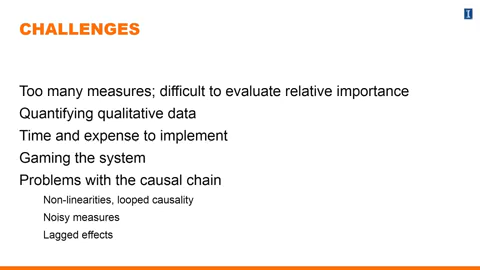 CHALLENGES
Too many measures; difficult to evaluate relative importance
Quantifying qualitative data
Time and expense to implement
Gaming the system
Problems with the causal chain
Non-linearities, looped causality
Noisy measures
Lagged effects